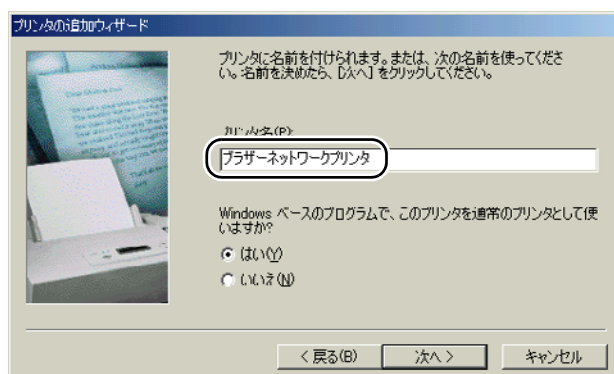 プリンタの追加ウィザード
プリンタに名前を付けられます。または、次の名前を使ってくださ
い。名前を決めたら、[次へ] をクリックしてください。
プリンタ名(P):
ブラザーネットワークプリンタ
Windows ベースのプログラムで、このプリンタを通常のプリンタとして使
いますか?
はい(Y)
いいえ(N)
< 戻る(B)
次へ >
キャンセル